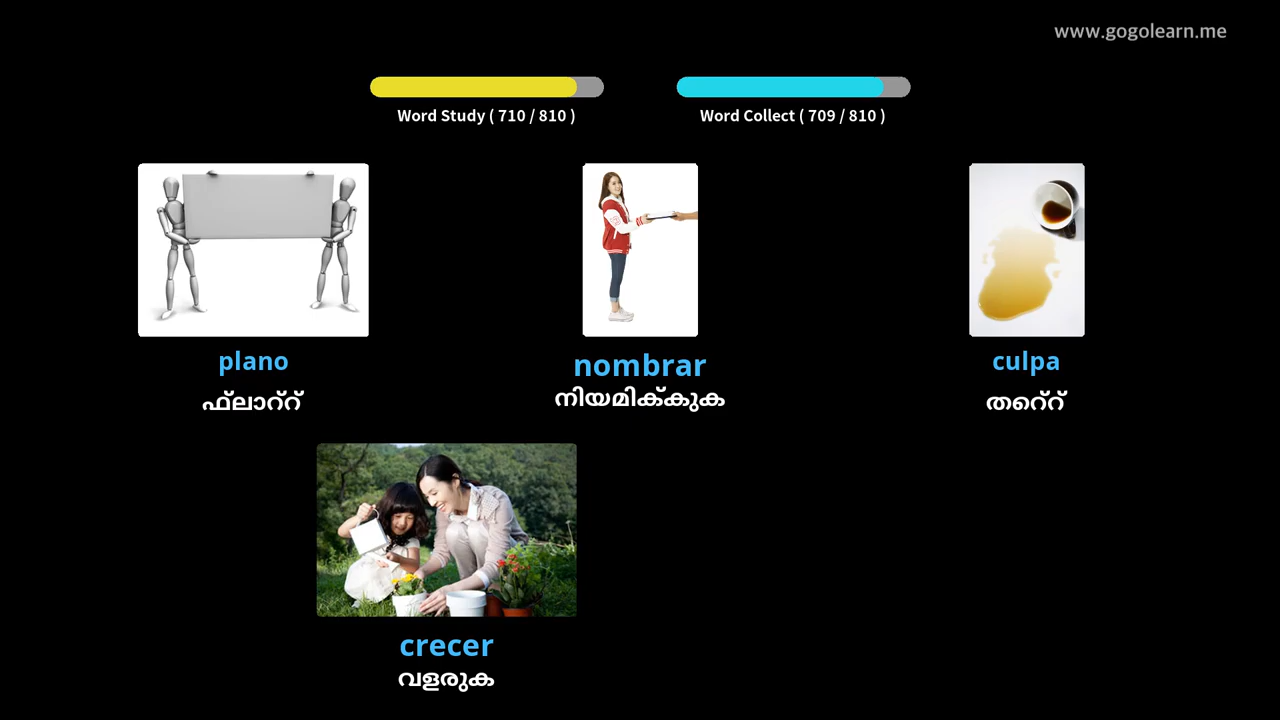 www.gogolearn.me
Word Study ( 710 / 810 )
Word Collect ( 709 / 810 )
plano
ഫ്ലാറ്റ്
nombrar
നിയമിക്കുക
culpa
തെറ്റ്
crecer
വളരുക